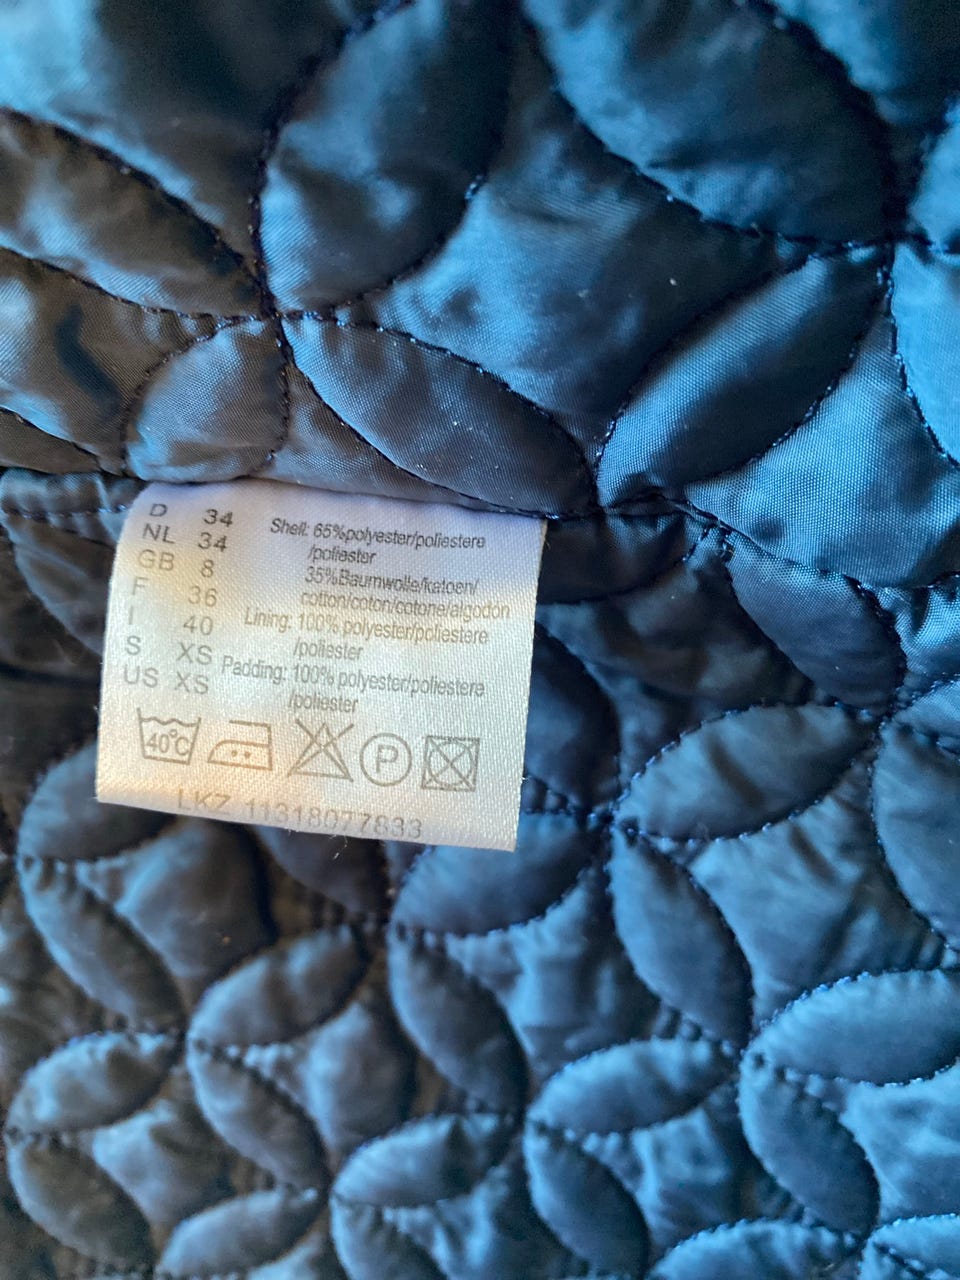 D 34
NL 34
GB 8
F 36
I 40
S XS
US XS
Shell: 65%polyester/poliestere
/poliester
35%Baumwolle/katoen/
cotton/coton/cotone/algodon
Lining: 100% polyester/poliestere
/poliester
Padding: 100% polyester/poliestere
/poliester
40°C
P
LKZ 11318077833